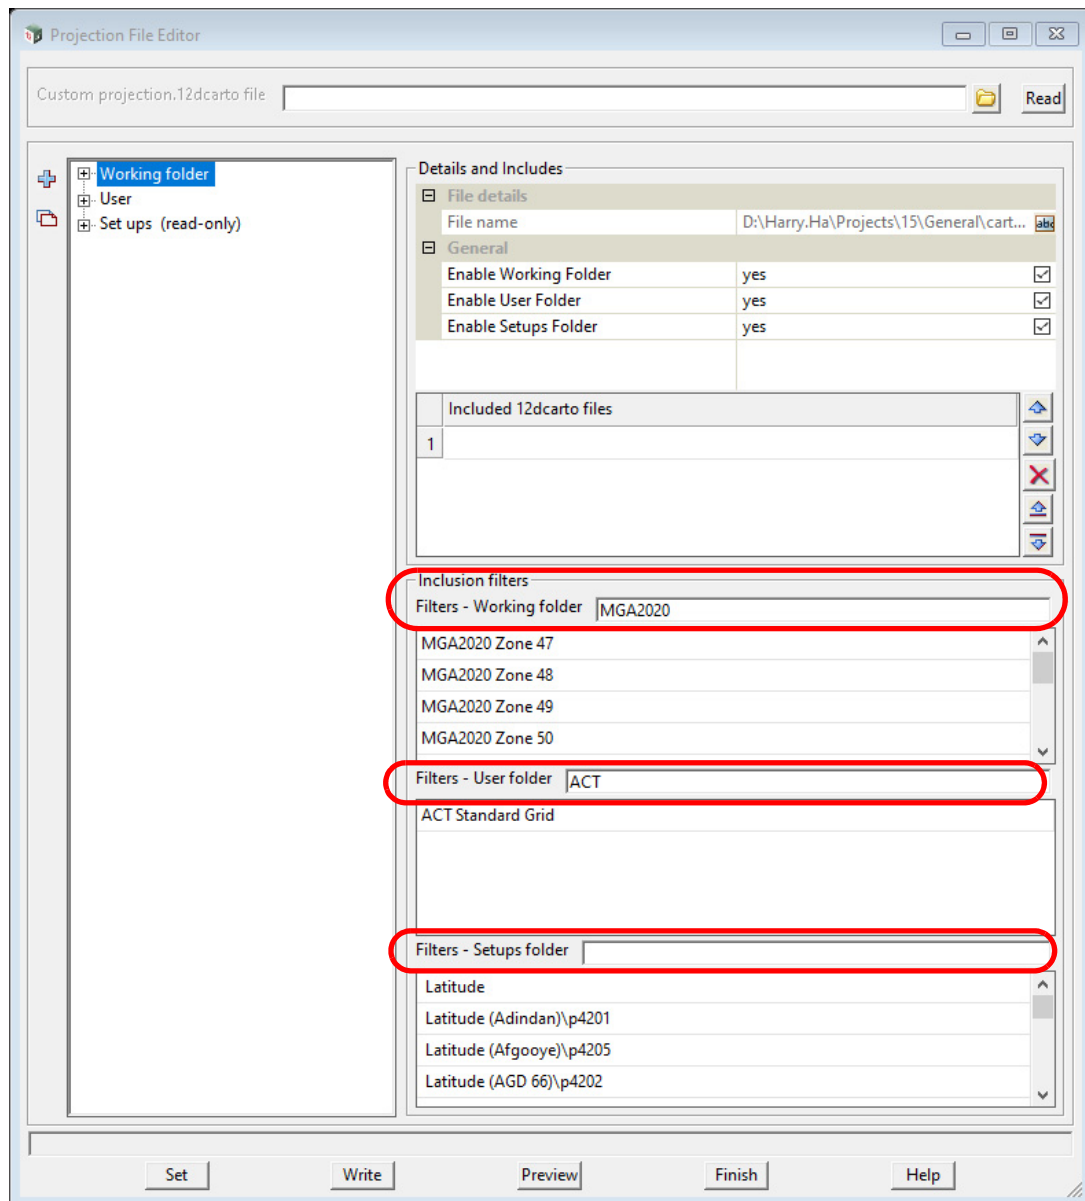 Projection File Editor
Custom projection.12dcarto file
Read
Working folder
User
Set ups (read-only)
Details and Includes
File details
File name D:\Harry.Ha\Projects\15\General\cart... abc
General
Enable Working Folder yes
Enable User Folder yes
Enable Setups Folder yes
Included 12dcarto files
1
Inclusion filters
Filters - Working folder MGA2020
MGA2020 Zone 47
MGA2020 Zone 48
MGA2020 Zone 49
MGA2020 Zone 50
Filters - User folder ACT
ACT Standard Grid
Filters - Setups folder
Latitude
Latitude (Adindan)\p4201
Latitude (Afgooye)\p4205
Latitude (AGD 66)\p4202
Set Write Preview Finish Help